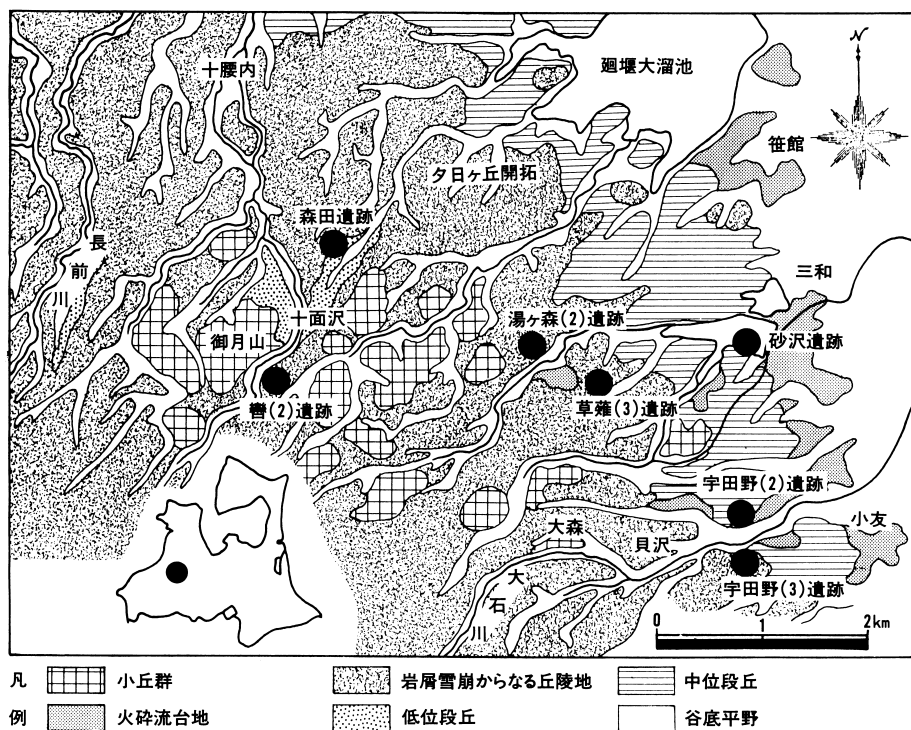 十腰内
廻堰大溜池
N
笹館
夕日ヶ丘開拓
森田遺跡
長前川
三和
十面沢
湯ヶ森(2)遺跡
御月山
砂沢遺跡
轡(2)遺跡
草薙(3)遺跡
宇田野(2)遺跡
大森
貝沢
小友
大石川
宇田野(3)遺跡
0 1 2km
凡例
小丘群
岩屑雪崩からなる丘陵地
中位段丘
火砕流台地
低位段丘
谷底平野